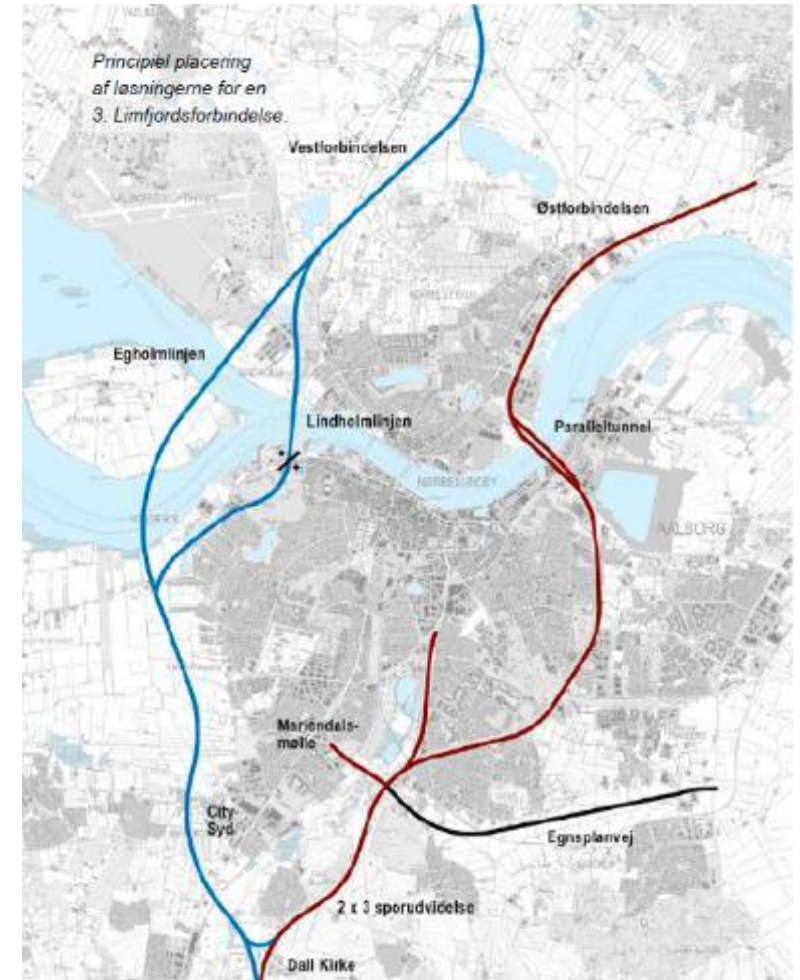 Principiel placering
af løsningerne for en
3. Limfjordsforbindelse.
Vestforbindelsen
Østforbindelsen
Egholmlinjen
Lindholmlinjen
Paralleltunnel
NØRRESUNDBY
AALBORG
Mariendals-
mølle
City
Syd
Egnsplanvej
2 x 3 sporudvidelse
Dall Kirke